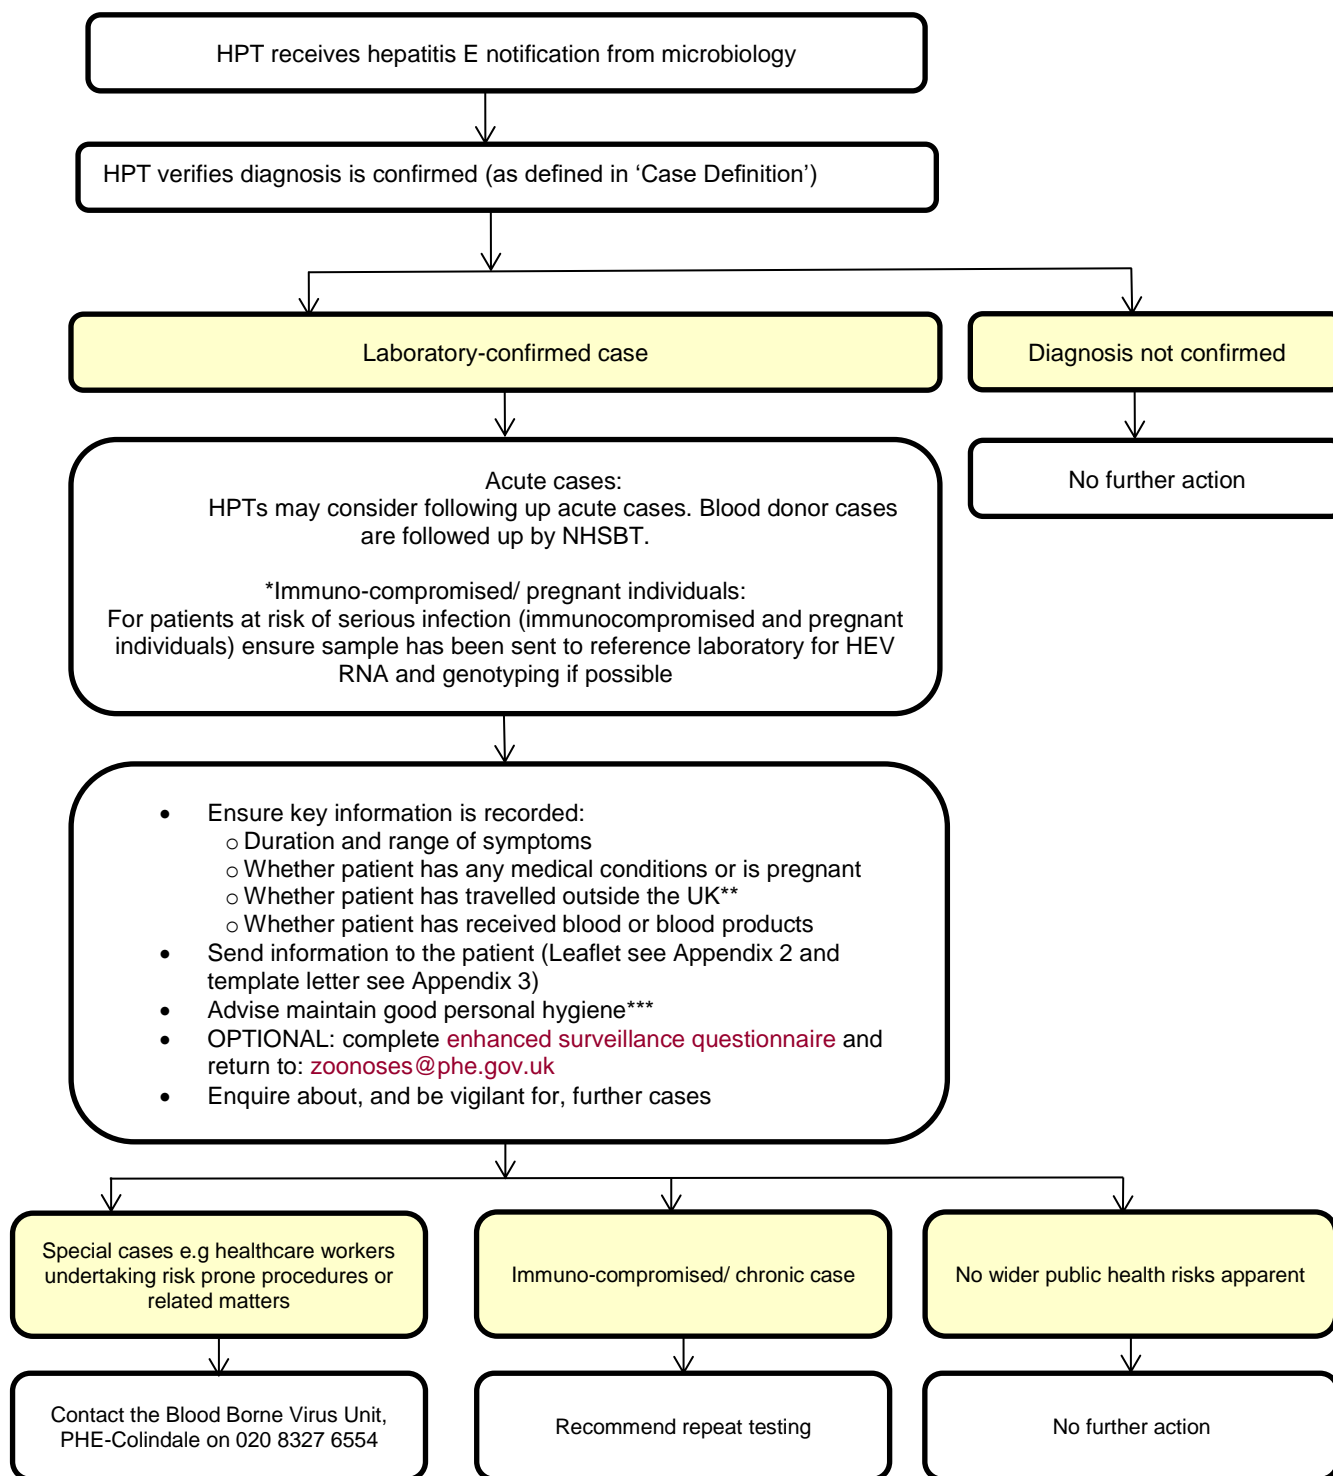 HPT receives hepatitis E notification from microbiology
HPT verifies diagnosis is confirmed (as defined in ‘Case Definition’)
Laboratory-confirmed case
Diagnosis not confirmed
No further action
Acute cases:
HPTs may consider following up acute cases. Blood donor cases
are followed up by NHSBT.
*Immuno-compromised/ pregnant individuals:
For patients at risk of serious infection (immunocompromised and pregnant
individuals) ensure sample has been sent to reference laboratory for HEV
RNA and genotyping if possible
• Ensure key information is recorded:
o Duration and range of symptoms
o Whether patient has any medical conditions or is pregnant
o Whether patient has travelled outside the UK**
o Whether patient has received blood or blood products
• Send information to the patient (Leaflet see Appendix 2 and
template letter see Appendix 3)
• Advise maintain good personal hygiene***
• OPTIONAL: complete enhanced surveillance questionnaire and
return to: zoonoses@phe.gov.uk
• Enquire about, and be vigilant for, further cases
Special cases e.g healthcare workers
undertaking risk prone procedures or
related matters
Immuno-compromised/ chronic case
No wider public health risks apparent
Contact the Blood Borne Virus Unit,
PHE-Colindale on 020 8327 6554
Recommend repeat testing
No further action